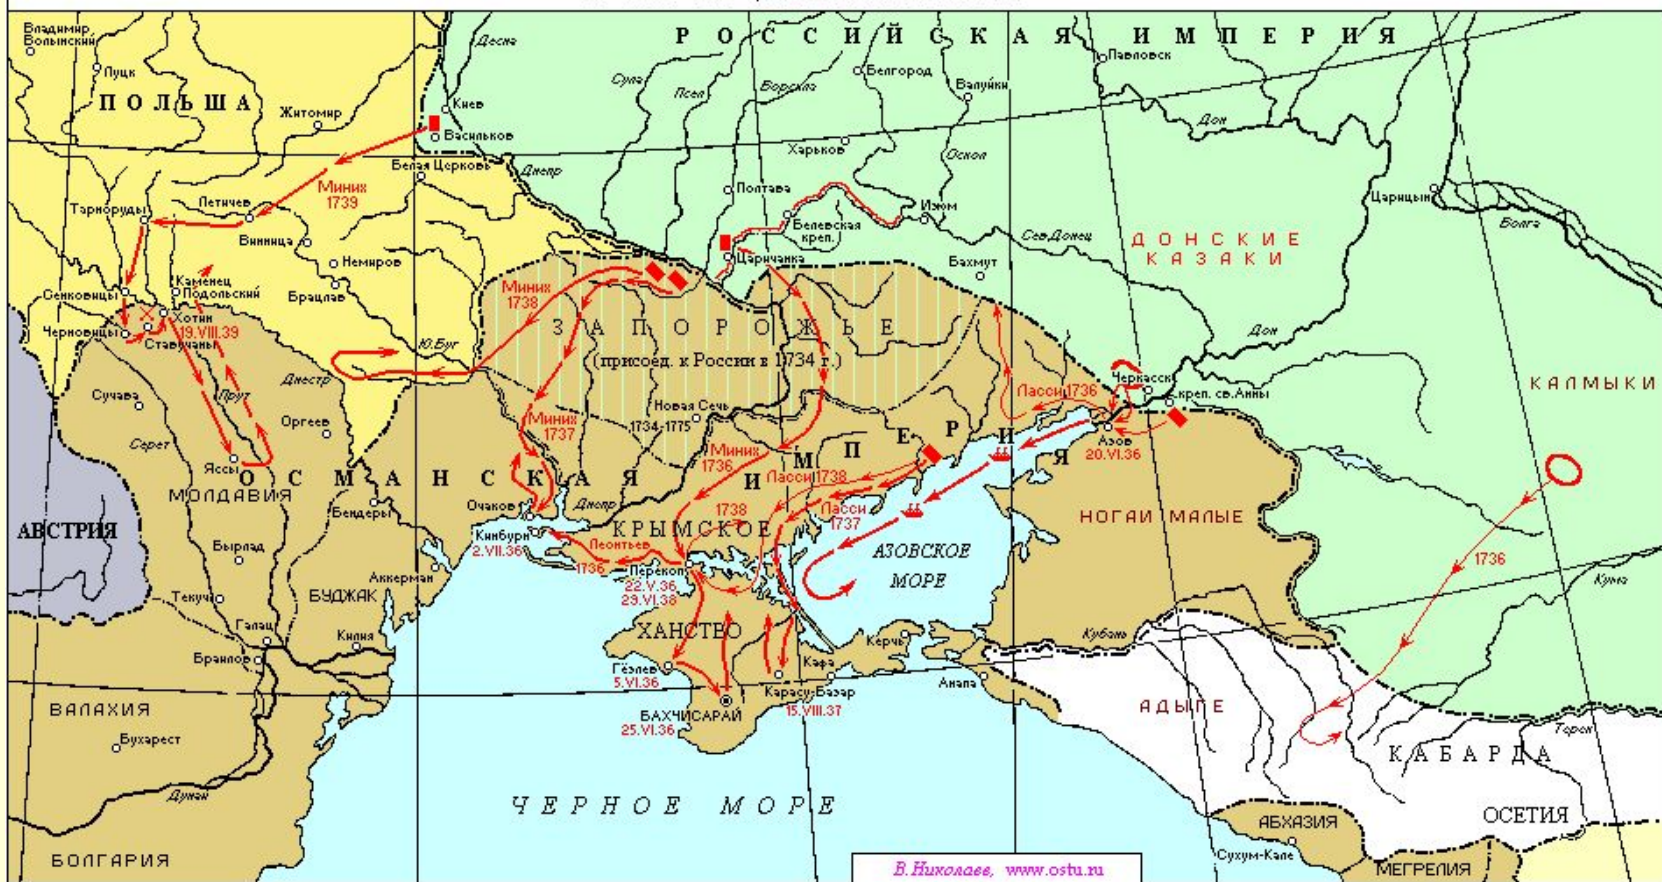 РОССИЙСКАЯ ИМПЕРИЯ
Владимир
Волынский
Луцк
ПОЛЬША
Житомир
Киев
Васильков
Десна
Сула
Псел
Ворскла
Белгород
Валуйки
Павловск
Дон
Харьков
Оскол
Белая Церковь
Днепр
Миних
1739
Тарноруды
Летичев
Винница
Немиров
Брацлав
Полтава
Белевская
креп.
Изюм
Сев.Донец
Царичанка
Бахмут
ДОНСКИЕ
КАЗАКИ
Царицын
Волга
Дон
КАЛМЫКИ
Сенковицы
Каменец
Подольский
Черновицы
Хотин
19.VIII.39
Ставучаны
Ю.Буг
Миних
1738
ЗАПОРОЖЬЕ
(присоед. к России в 1734 г.)
Новая Сечь
1734-1775
Миних
1737
Миних
1736
Ласси 1736
Черкасск
креп. св.Анны
Азов
20.VI.36
Днестр
Прут
Сучава
Серет
Оргеев
Яссы
ОСМАНСКАЯ ИМПЕРИЯ
МОЛДАВИЯ
Бендеры
АВСТРИЯ
Очаков
Днепр
Кинбурн
2.VII.36
Леонтьев
1736
КРЫМСКОЕ
1738
Ласси 1738
Ласси
1737
Перекоп
22.V.36
29.VI.38
АЗОВСКОЕ
МОРЕ
НОГАИ МАЛЫЕ
1736
Кума
Бырлад
Текуч
БУДЖАК
Аккерман
Галац
Килия
Браилов
ХАНСТВО
Гёзлев
5.VI.36
БАХЧИСАРАЙ
25.VI.36
Карасу-Базар
15.VIII.37
Кафа
Керчь
Анапа
Кубань
АДЫГЕ
КАБАРДА
Терек
ОСЕТИЯ
ВАЛАХИЯ
Бухарест
Дунай
БОЛГАРИЯ
ЧЕРНОЕ МОРЕ
АБХАЗИЯ
Сухум-Кале
МЕГРЕЛИЯ
В.Николаев, www.ostu.ru